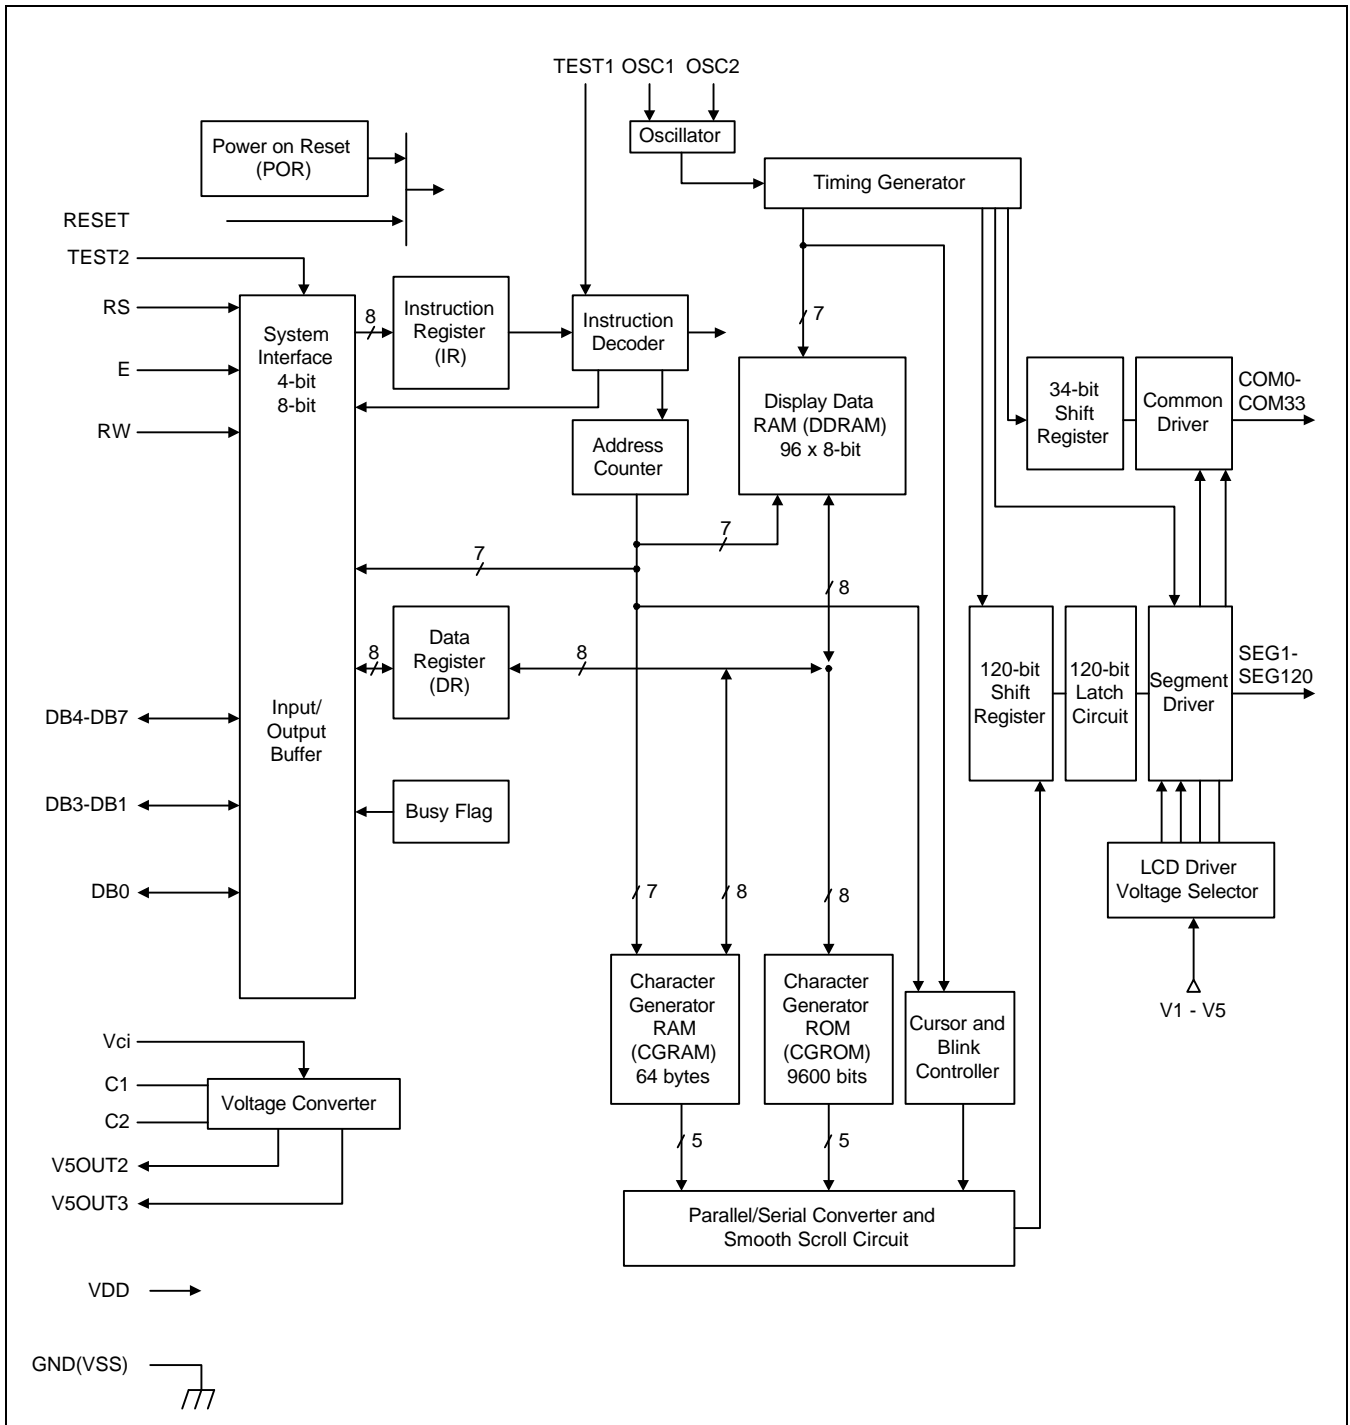 TEST1 OSC1 OSC2
Oscillator
Power on Reset
(POR)
Timing Generator
RESET
TEST2
RS
E
RW
System
Interface
4-bit
8-bit
8
Instruction
Register
(IR)
Instruction
Decoder
7
Address
Counter
Display Data
RAM (DDRAM)
96 x 8-bit
34-bit
Shift
Register
Common
Driver
COM0-
COM33
7
7
8
8
Data
Register
(DR)
8
120-bit
Shift
Register
120-bit
Latch
Circuit
Segment
Driver
SEG1-
SEG120
DB4-DB7
Input/
Output
Buffer
DB3-DB1
Busy Flag
DB0
7
8
8
LCD Driver
Voltage Selector
V1 - V5
Character
Generator
RAM
(CGRAM)
64 bytes
Character
Generator
ROM
(CGROM)
9600 bits
Cursor and
Blink
Controller
Vci
C1
C2
Voltage Converter
V5OUT2
V5OUT3
5
5
Parallel/Serial Converter and
Smooth Scroll Circuit
VDD
GND(VSS)